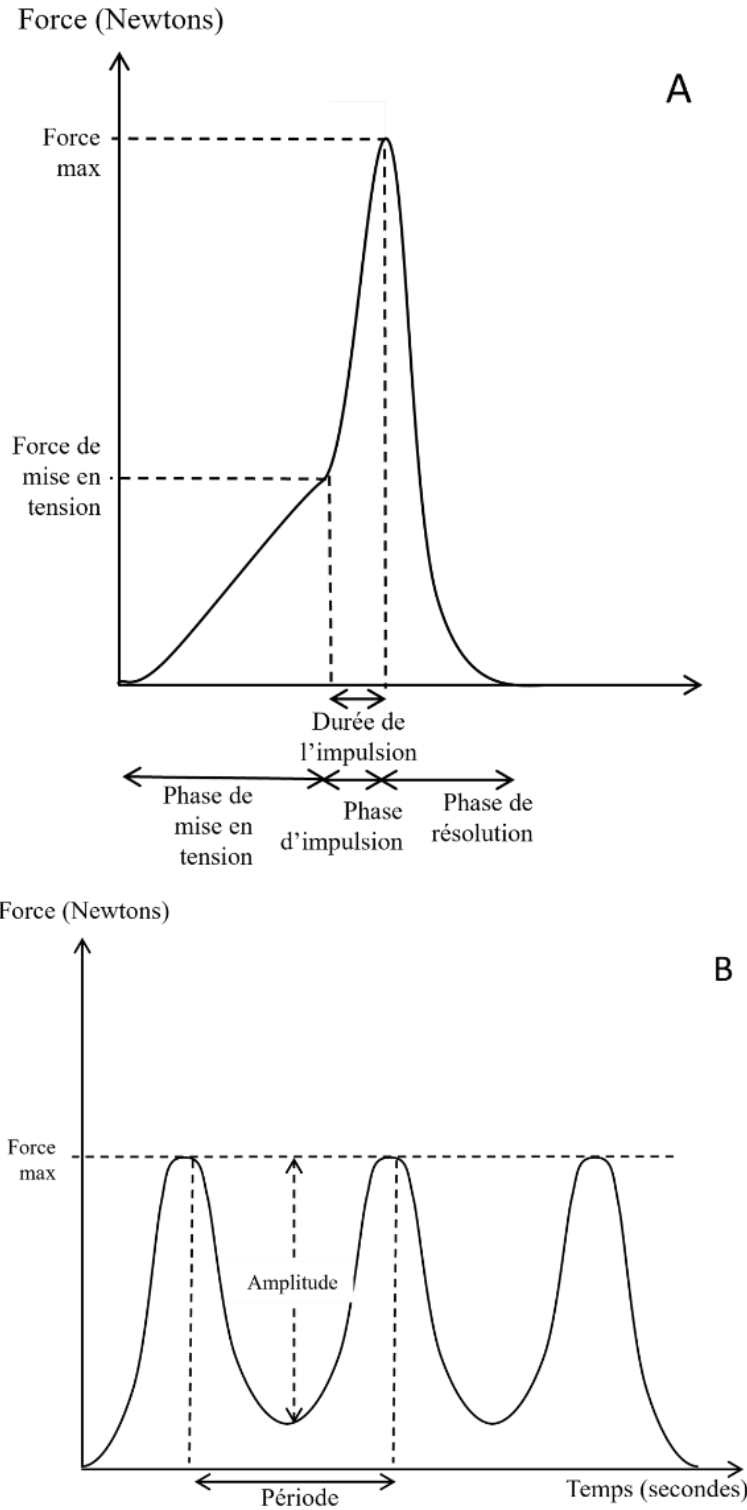 Force (Newtons)
A
Force
max
Force de
mise en
tension
Durée de
l'impulsion
Phase de
mise en
tension
Phase
d'impulsion
Phase de
résolution
Force (Newtons)
B
Force
max
Amplitude
Période
Temps (secondes)